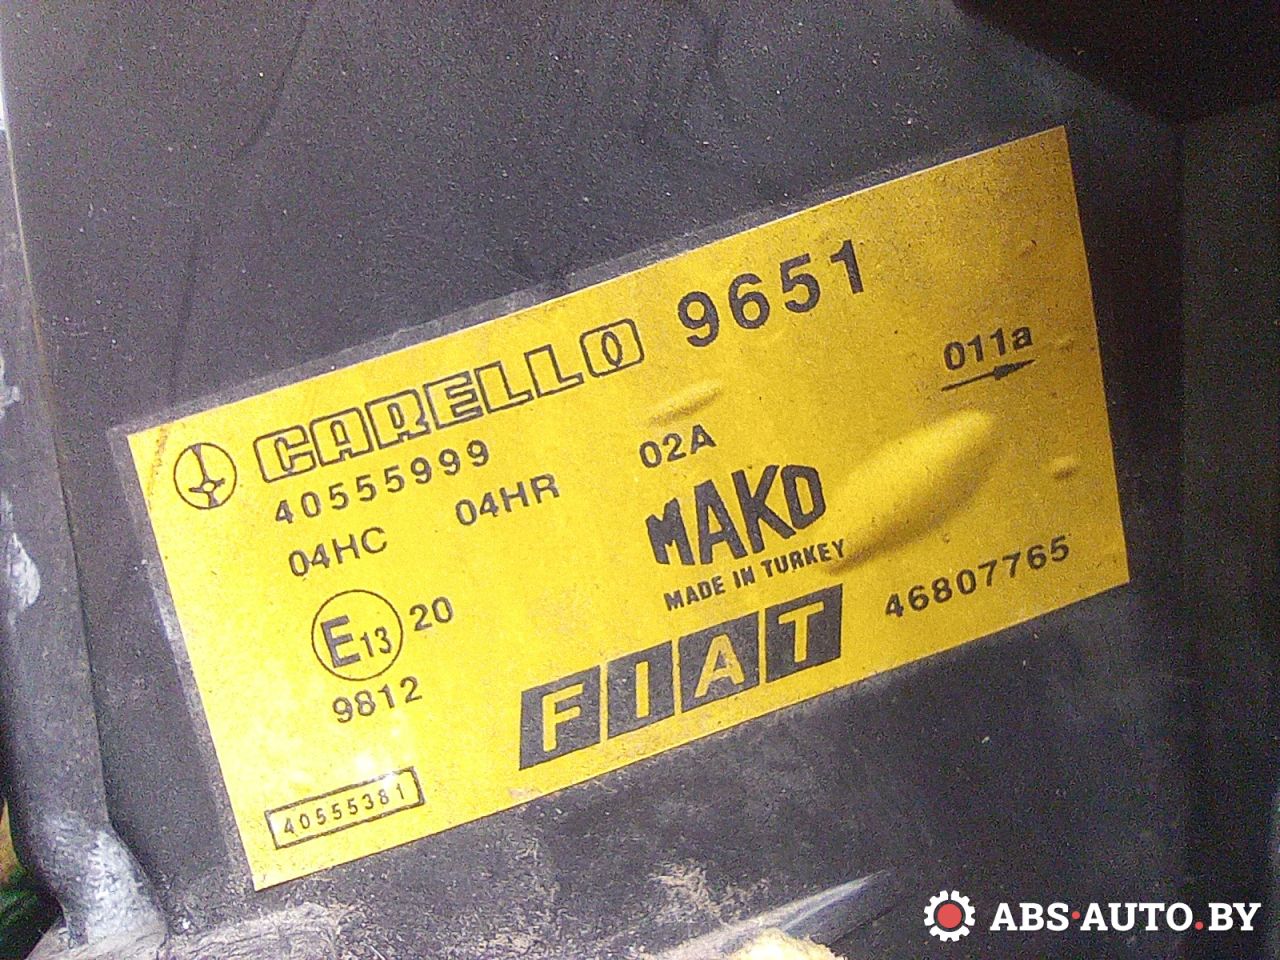 CARELLO 9651
40555999
04HC 04HR 02A
011a
MAKO
MADE IN TURKEY
E13 20
9812
FIAT 46807765
40555381
ABS·AUTO.BY